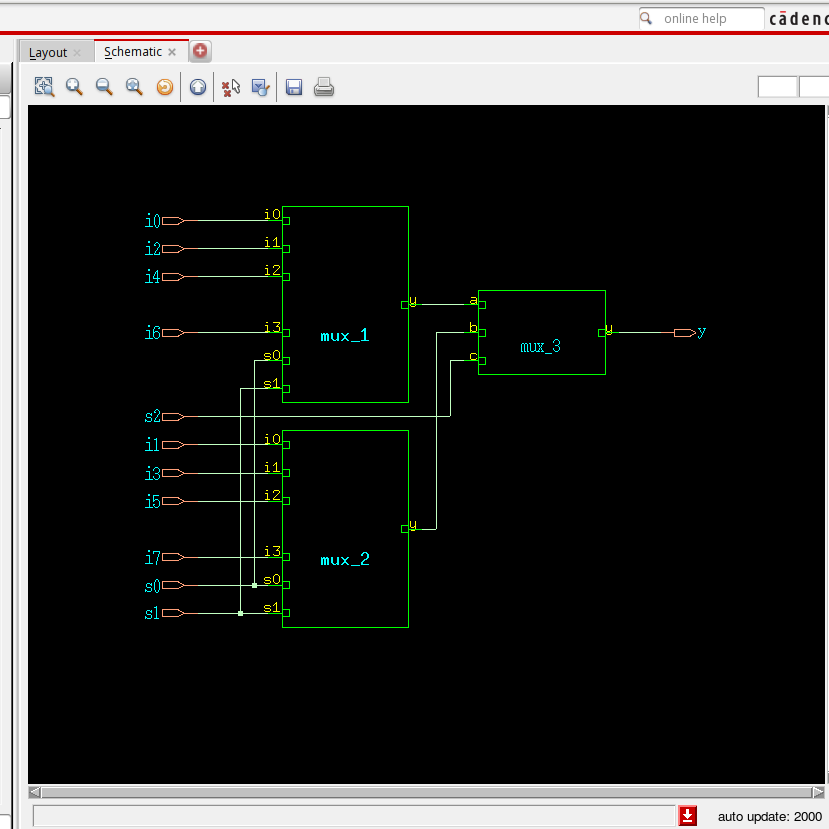 online help
cādenc
Layout
Schematic
i0
i0
i2
i1
i4
i2
y
a
i6
i3
mux_1
b
mux_3
y
y
s0
c
s1
s2
i1
i0
i3
i1
i5
i2
y
i7
i3
mux_2
s0
s0
s1
s1
auto update: 2000